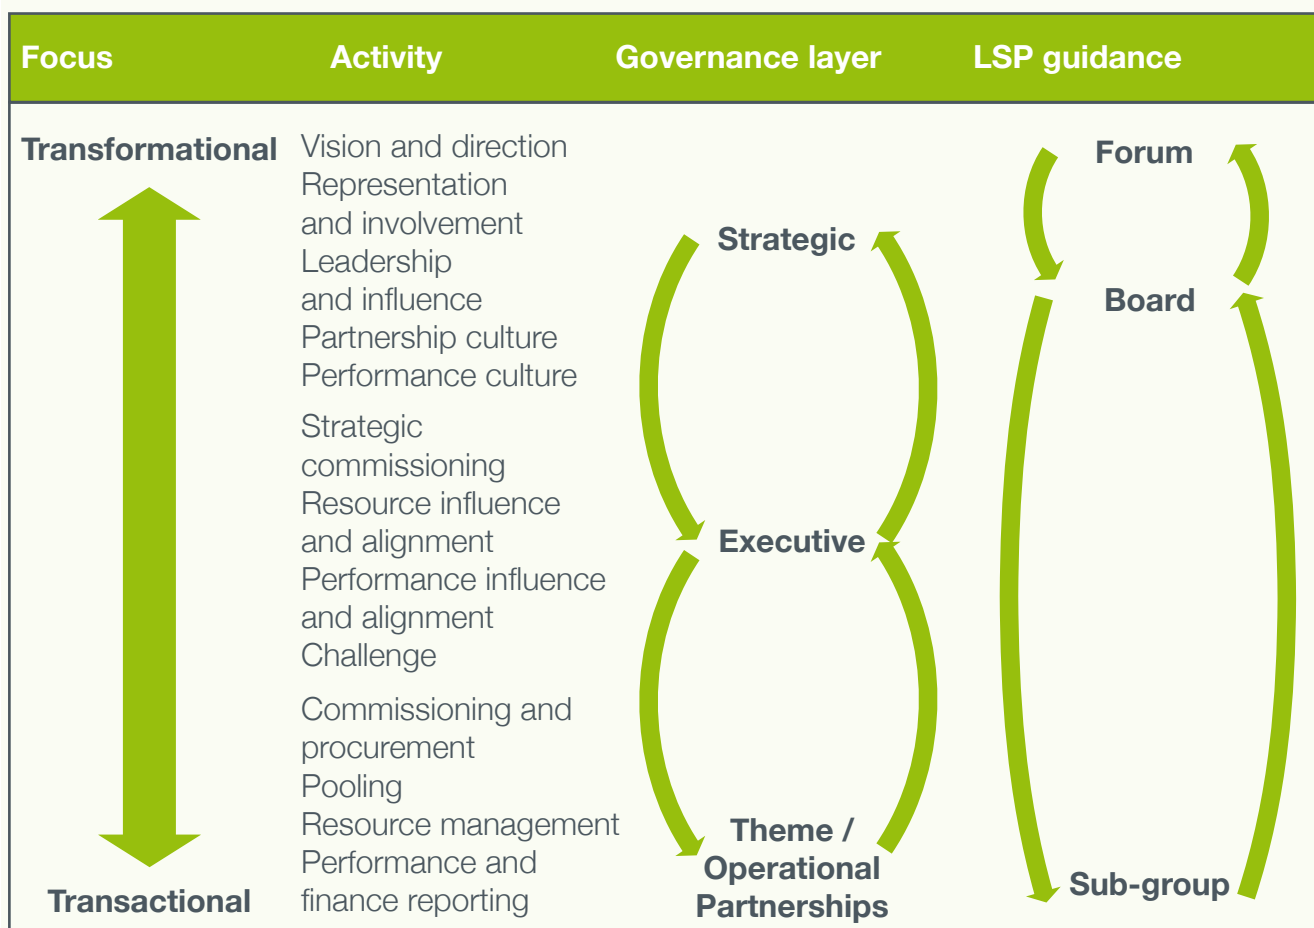 Focus
Activity
Governance layer
LSP guidance
Transformational
Vision and direction
Representation
and involvement
Leadership
and influence
Partnership culture
Performance culture
Strategic
commissioning
Resource influence
and alignment
Performance influence
and alignment
Challenge
Commissioning and
procurement
Pooling
Resource management
Performance and
finance reporting
Transactional
Strategic
Executive
Theme /
Operational
Partnerships
Forum
Board
Sub-group